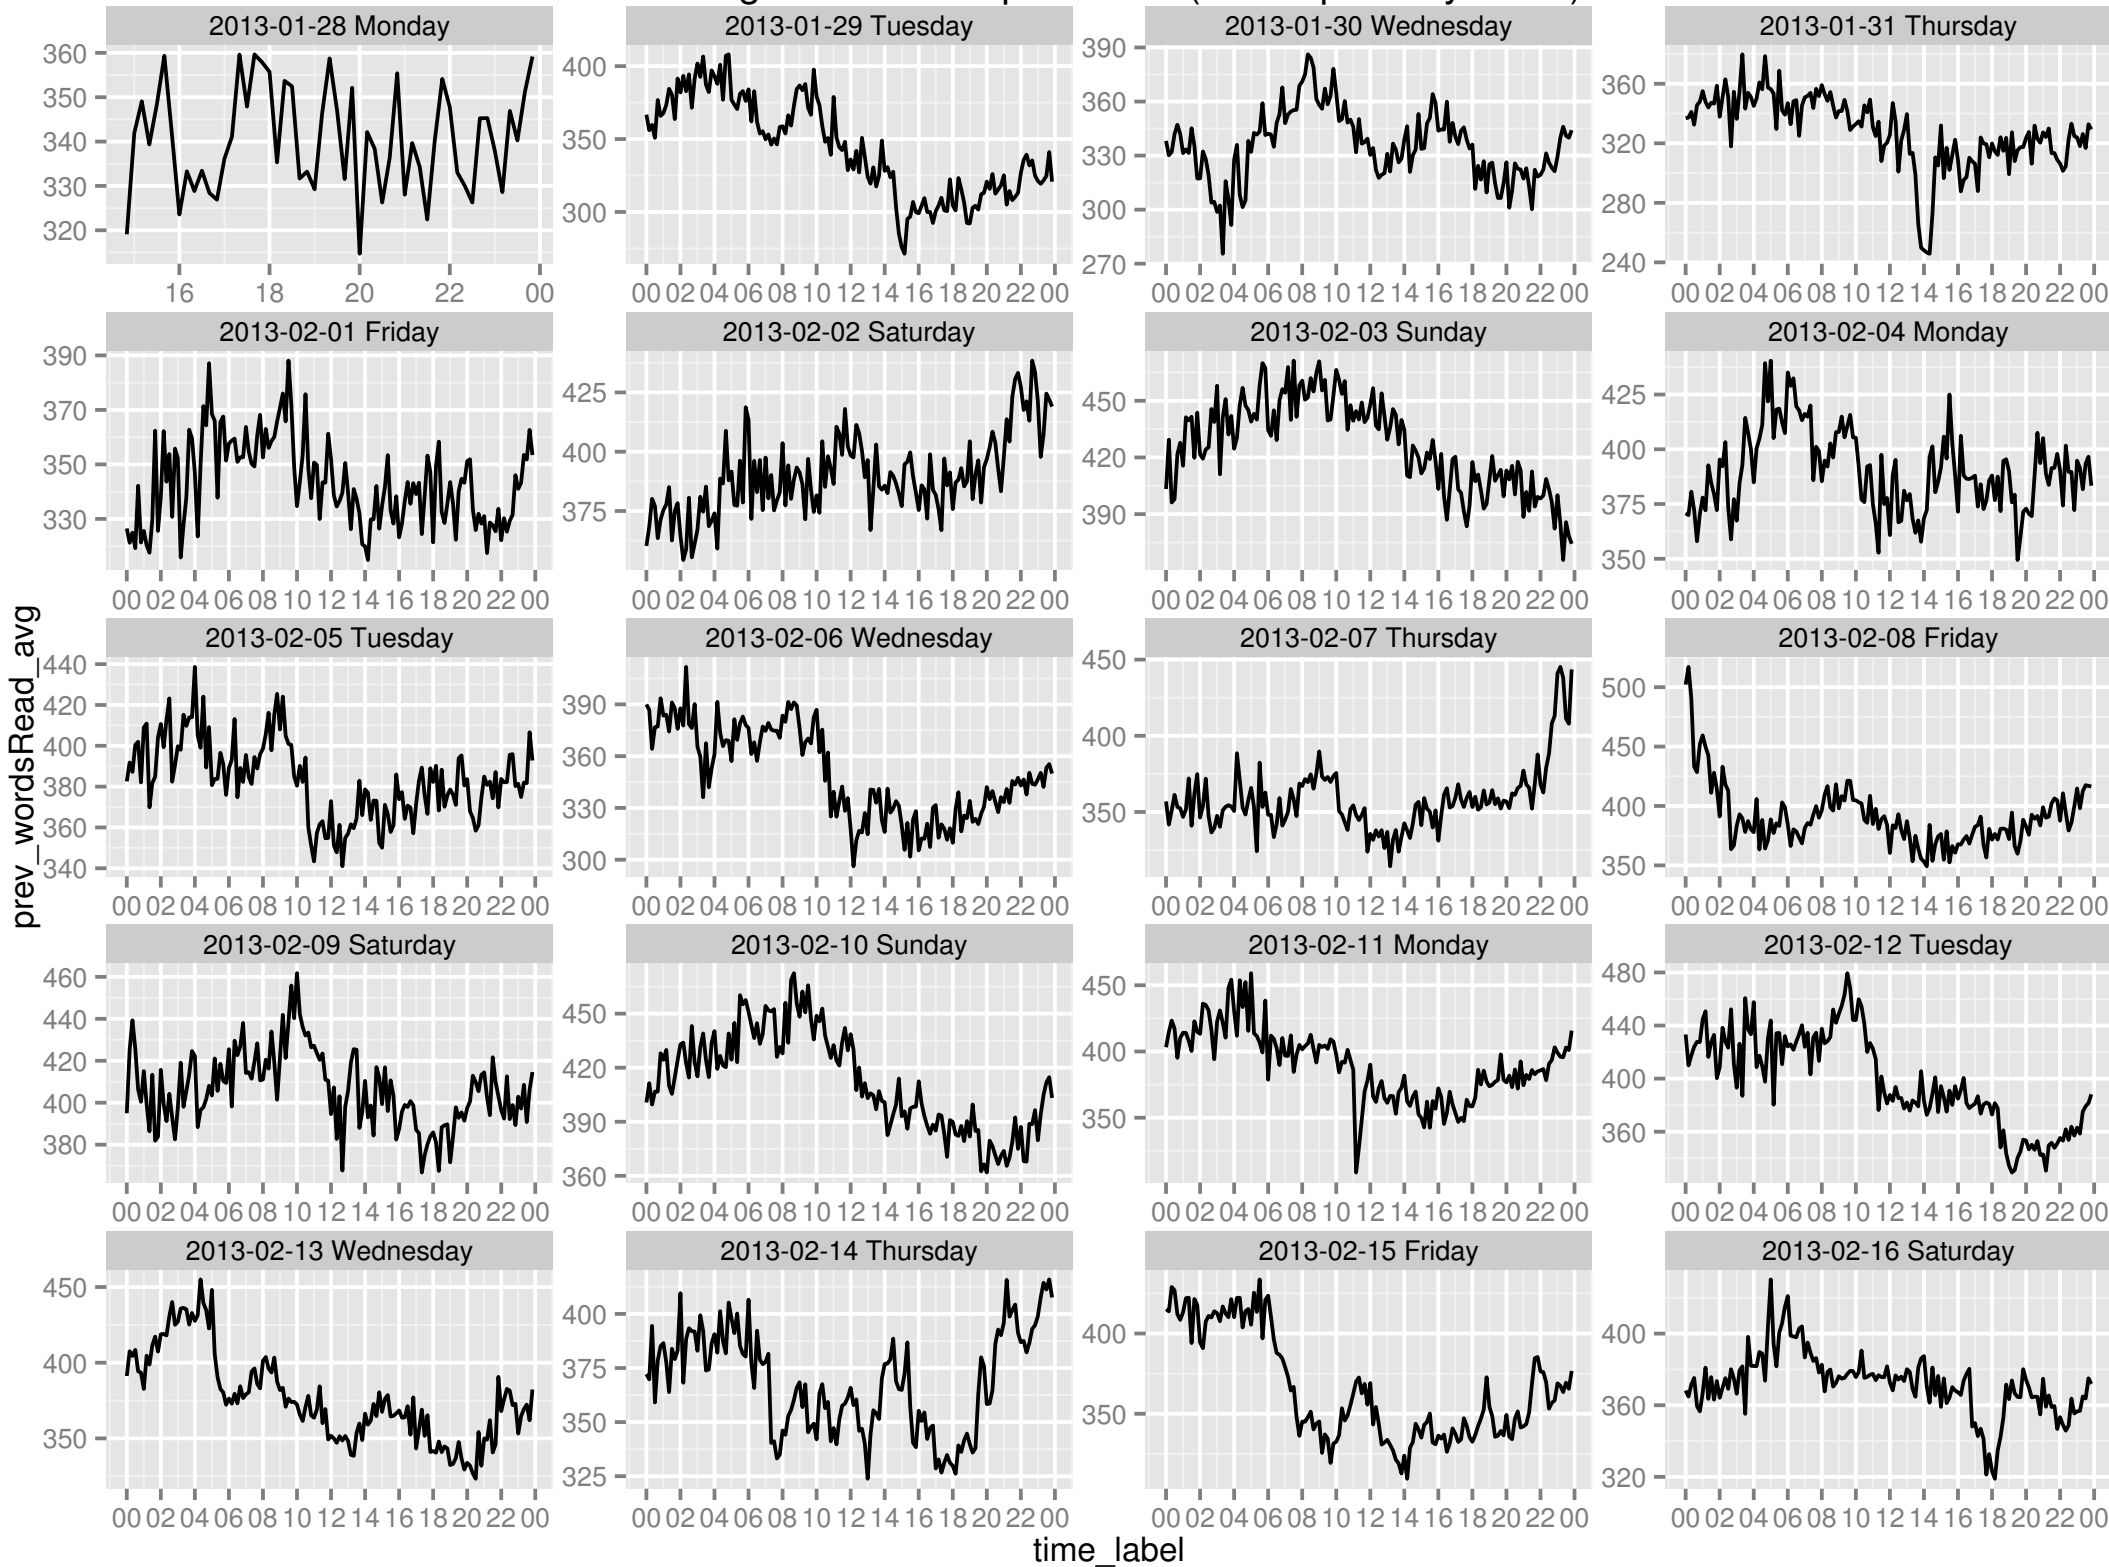 2013-01-28 Monday 2013-01-29 Tuesday 2013-01-30 Wednesday 2013-01-31 Thursday
360 350 340 330 320
400 350 300
390 360 330 300 270
360 320 280 240
16 18 20 22 00
00 02 04 06 08 10 12 14 16 18 20 22 00
00 02 04 06 08 10 12 14 16 18 20 22 00
00 02 04 06 08 10 12 14 16 18 20 22 00
2013-02-01 Friday 2013-02-02 Saturday 2013-02-03 Sunday 2013-02-04 Monday
390 370 350 330
425 400 375
450 420 390
425 400 375 350
00 02 04 06 08 10 12 14 16 18 20 22 00
00 02 04 06 08 10 12 14 16 18 20 22 00
00 02 04 06 08 10 12 14 16 18 20 22 00
00 02 04 06 08 10 12 14 16 18 20 22 00
prev_wordsRead_avg
2013-02-05 Tuesday 2013-02-06 Wednesday 2013-02-07 Thursday 2013-02-08 Friday
440 420 400 380 360 340
390 360 330 300
450 400 350
500 450 400 350
00 02 04 06 08 10 12 14 16 18 20 22 00
00 02 04 06 08 10 12 14 16 18 20 22 00
00 02 04 06 08 10 12 14 16 18 20 22 00
00 02 04 06 08 10 12 14 16 18 20 22 00
2013-02-09 Saturday 2013-02-10 Sunday 2013-02-11 Monday 2013-02-12 Tuesday
460 440 420 400 380
450 420 390 360
450 400 350
480 440 400 360
00 02 04 06 08 10 12 14 16 18 20 22 00
00 02 04 06 08 10 12 14 16 18 20 22 00
00 02 04 06 08 10 12 14 16 18 20 22 00
00 02 04 06 08 10 12 14 16 18 20 22 00
2013-02-13 Wednesday 2013-02-14 Thursday 2013-02-15 Friday 2013-02-16 Saturday
450 400 350
400 375 350 325
400 350
400 360 320
00 02 04 06 08 10 12 14 16 18 20 22 00
00 02 04 06 08 10 12 14 16 18 20 22 00
00 02 04 06 08 10 12 14 16 18 20 22 00
00 02 04 06 08 10 12 14 16 18 20 22 00
time_label